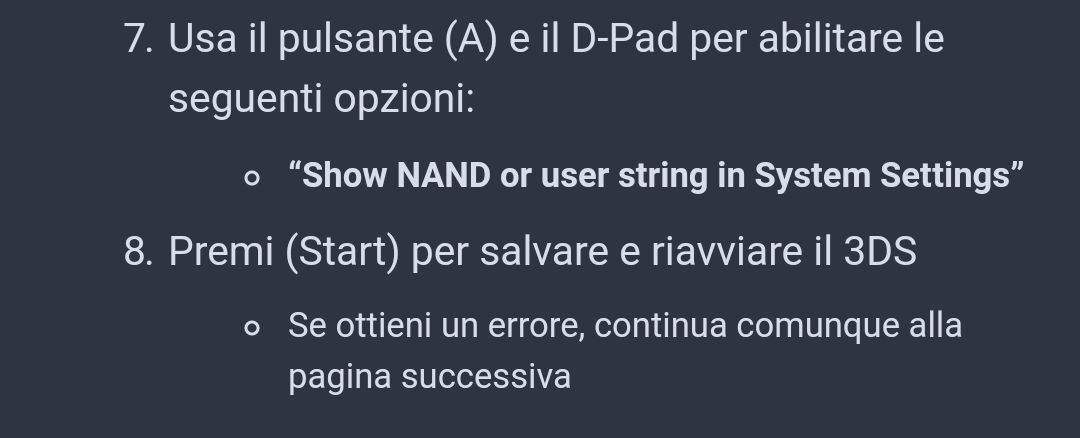 7. Usa il pulsante (A) e il D-Pad per abilitare le
seguenti opzioni:
“Show NAND or user string in System Settings”
8. Premi (Start) per salvare e riavviare il 3DS
Se ottieni un errore, continua comunque alla
pagina successiva